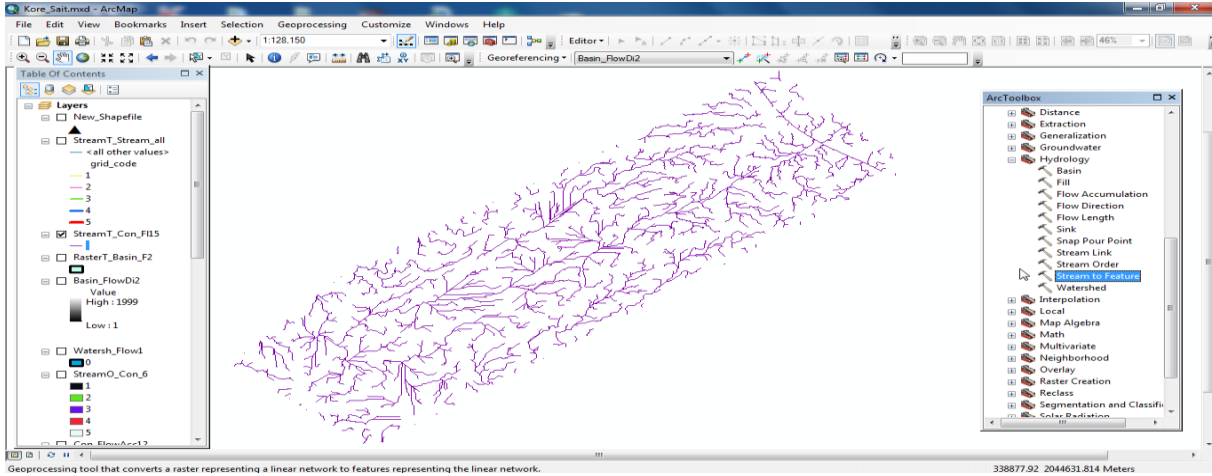 Kore_Sait.mxd - ArcMap
File Edit View Bookmarks Insert Selection Geoprocessing Customize Windows Help
1:128,150
Editor
46%
Georeferencing
Basin_FlowDi2
Table Of Contents
Layers
New_Shapefile
StreamT_Stream_all
<all other values>
grid_code
1
2
3
4
5
StreamT_Con_Fl15
RasterT_Basin_F2
Basin_FlowDi2
Value
High : 1999
Low : 1
Watersh_Flow1
0
StreamO_Con_6
1
2
3
4
5
Con_FlowAcc12
ArcToolbox
Distance
Extraction
Generalization
Groundwater
Hydrology
Basin
Fill
Flow Accumulation
Flow Direction
Flow Length
Sink
Snap Pour Point
Stream Link
Stream Order
Stream to Feature
Watershed
Interpolation
Local
Map Algebra
Math
Multivariate
Neighborhood
Overlay
Raster Creation
Reclass
Segmentation and Classifi
Solar Radiation
Geoprocessing tool that converts a raster representing a linear network to features representing the linear network.
338877.92 2044631.814 Meters